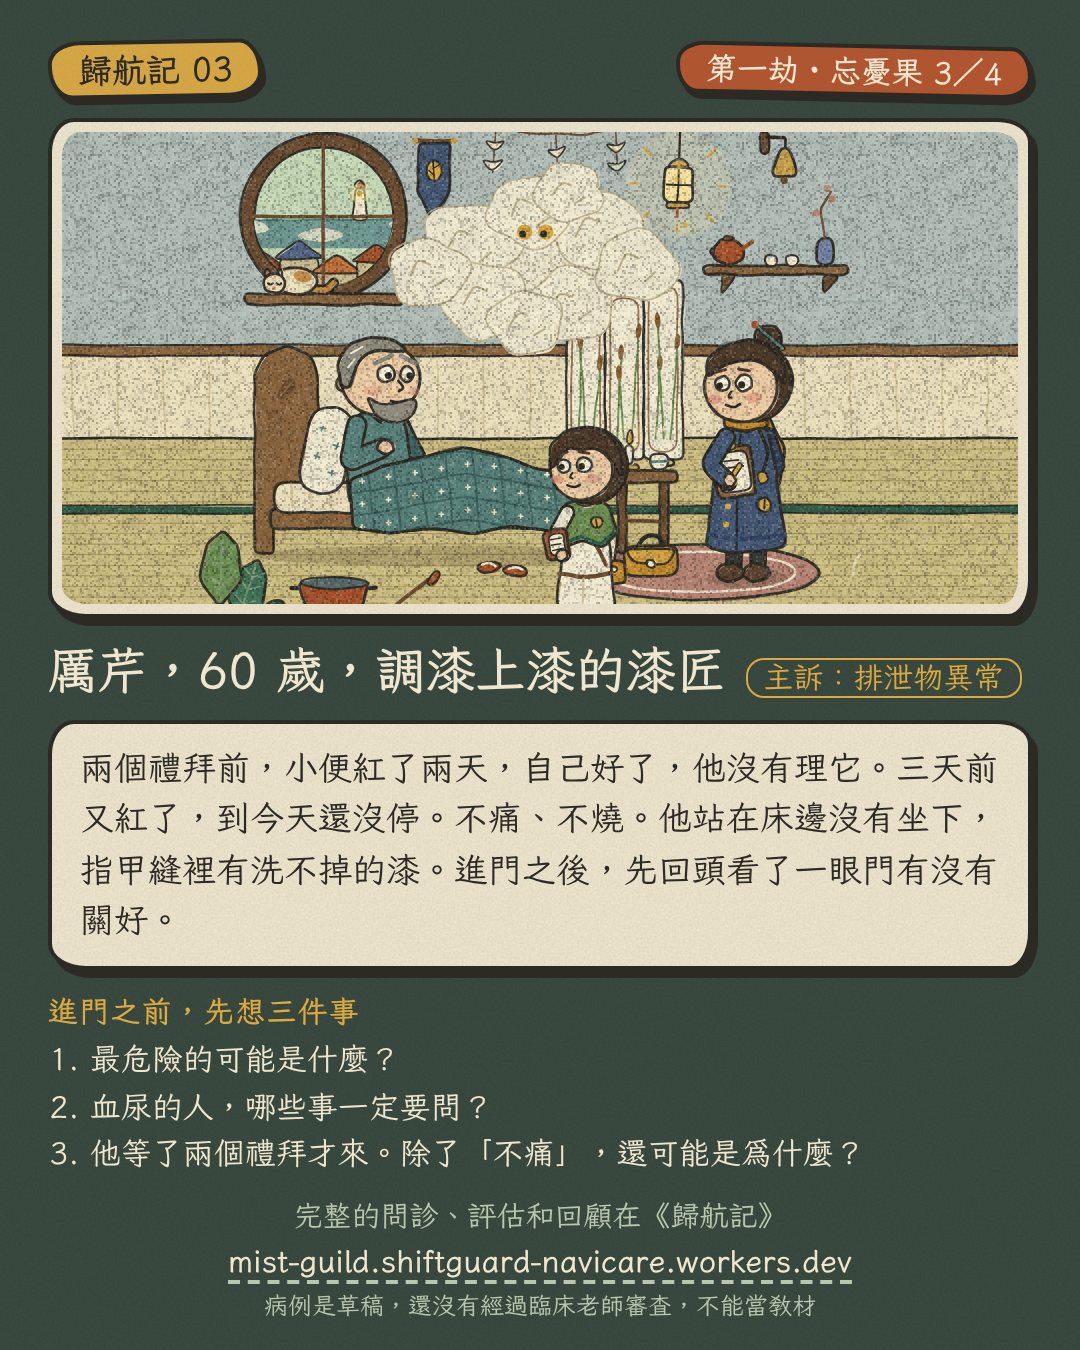 歸航記 03
第一劫・忘憂果 3／4
厲芹，60 歲，調漆上漆的漆匠
主訴：排泄物異常
兩個禮拜前，小便紅了兩天，自己好了，他沒有理它。三天前
又紅了，到今天還沒停。不痛、不燒。他站在床邊沒有坐下，
指甲縫裡有洗不掉的漆。進門之後，先回頭看了一眼門有沒有
關好。
進門之前，先想三件事
1. 最危險的可能是什麼？
2. 血尿的人，哪些事一定要問？
3. 他等了兩個禮拜才來。除了「不痛」，還可能是為什麼？
完整的問診、評估和回顧在《歸航記》
mist-guild.shiftguard-navicare.workers.dev
病例是草稿，還沒有經過臨床老師審查，不能當教材